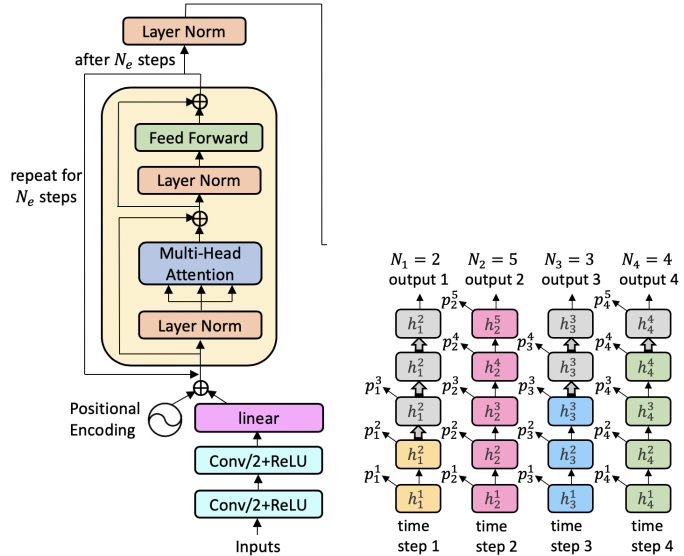 Layer Norm
after $N_e$ steps
Feed Forward
repeat for
$N_e$ steps
Layer Norm
Multi-Head
Attention
Layer Norm
Positional
Encoding
linear
Conv/2+ReLU
Conv/2+ReLU
Inputs
$N_1 = 2$ $N_2 = 5$ $N_3 = 3$ $N_4 = 4$
output 1 output 2 output 3 output 4
$p_2^5$ $p_4^5$
$h_1^2$ $h_2^5$ $h_3^3$ $h_4^4$
$p_2^4$ $p_3^4$ $p_4^4$
$h_1^2$ $h_2^4$ $h_3^3$ $h_4^4$
$p_1^3$ $p_2^3$ $p_3^3$ $p_4^3$
$h_1^2$ $h_2^3$ $h_3^3$ $h_4^3$
$p_1^2$ $p_2^2$ $p_3^2$ $p_4^2$
$h_1^2$ $h_2^2$ $h_3^2$ $h_4^2$
$p_1^1$ $p_2^1$ $p_3^1$ $p_4^1$
$h_1^1$ $h_2^1$ $h_3^1$ $h_4^1$
time time time time
step 1 step 2 step 3 step 4